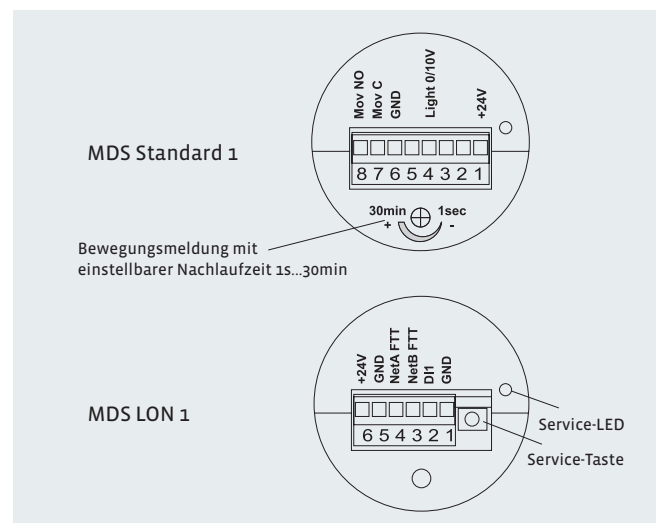 MDS Standard 1
Mov NO
Mov C
GND
Light 0/10V
+24V
8 7 6 5 4 3 2 1
30min 1sec
+ -
Bewegungsmeldung mit
einstellbarer Nachlaufzeit 1s...30min
MDS LON 1
+24V
GND
NetA FTT
NetB FTT
DI1
GND
6 5 4 3 2 1
Service-LED
Service-Taste